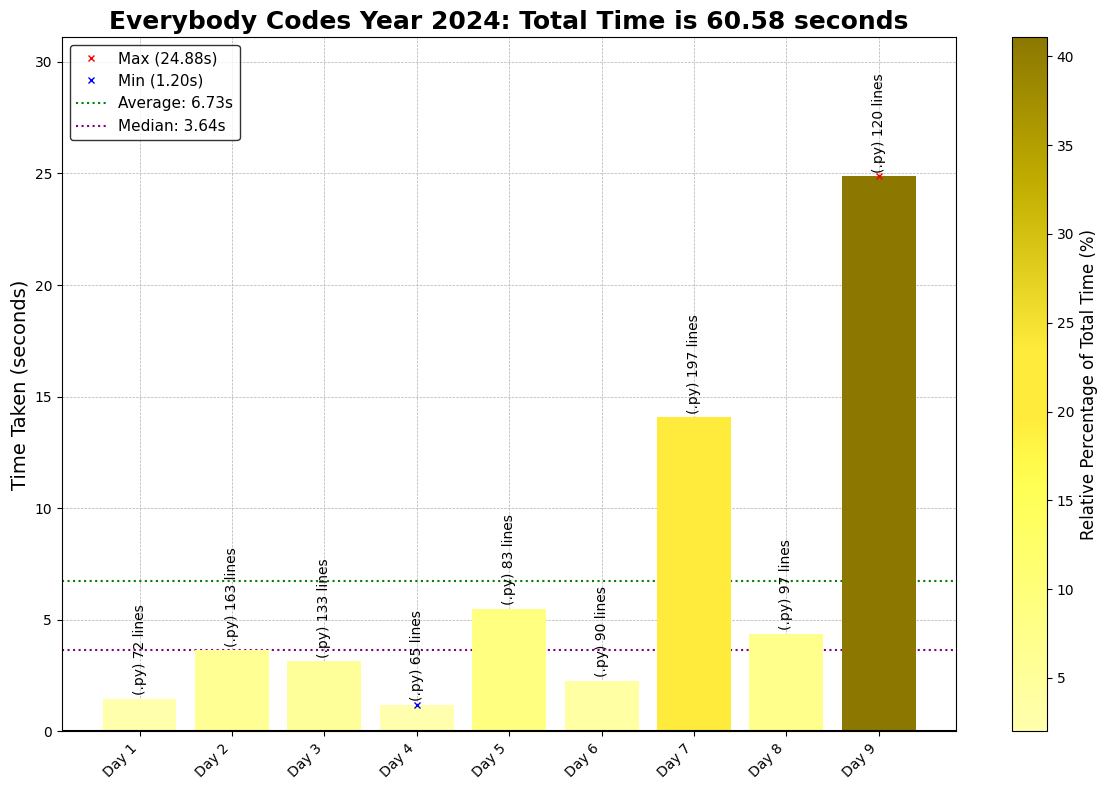 Everybody Codes Year 2024: Total Time is 60.58 seconds
Max (24.88s)
Min (1.20s)
Average: 6.73s
Median: 3.64s
Time Taken (seconds)
30
25
20
15
10
5
0
(.py) 72 lines
(.py) 163 lines
(.py) 133 lines
(.py) 65 lines
(.py) 83 lines
(.py) 90 lines
(.py) 197 lines
(.py) 97 lines
(.py) 120 lines
Day 1
Day 2
Day 3
Day 4
Day 5
Day 6
Day 7
Day 8
Day 9
40
35
30
25
20
15
10
5
Relative Percentage of Total Time (%)